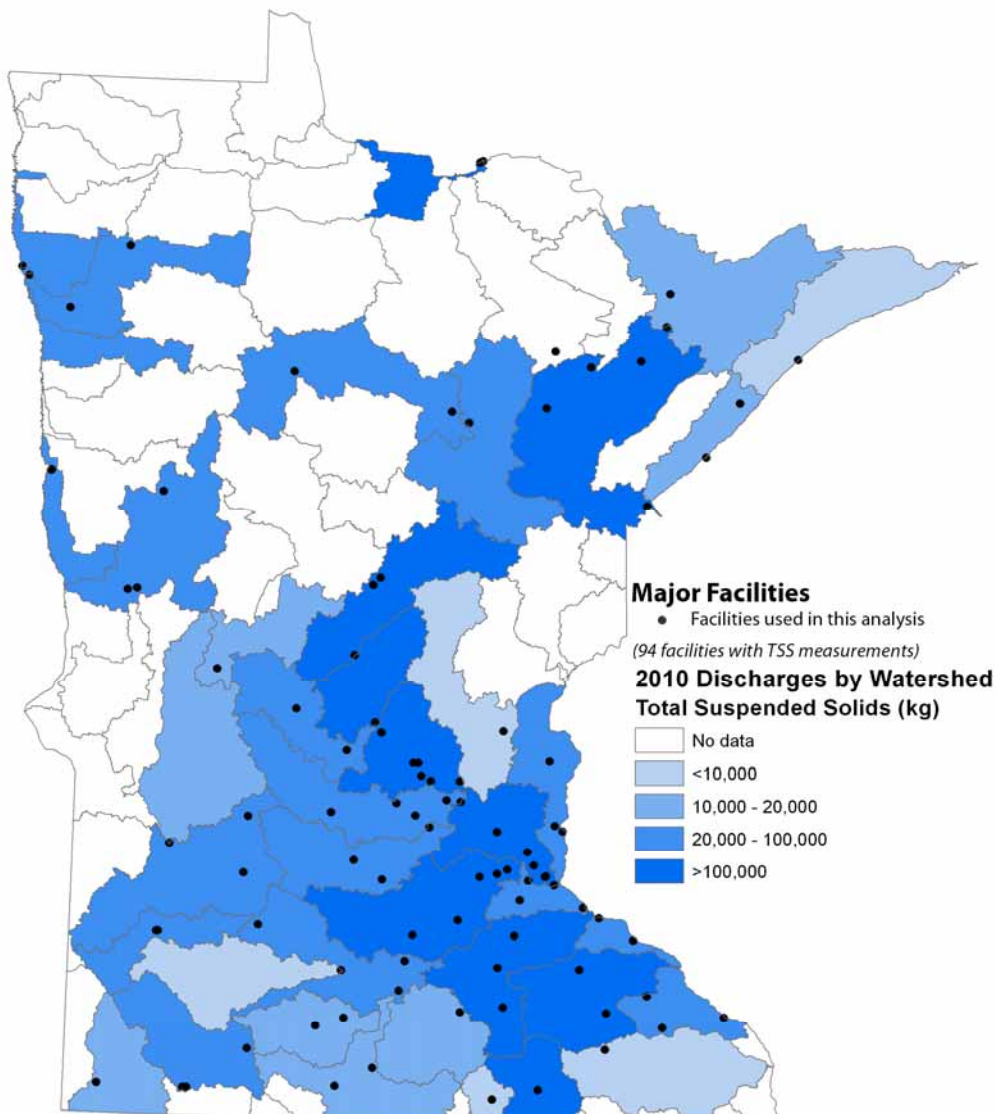 Major Facilities
Facilities used in this analysis
(94 facilities with TSS measurements)
2010 Discharges by Watershed
Total Suspended Solids (kg)
No data
<10,000
10,000 - 20,000
20,000 - 100,000
>100,000